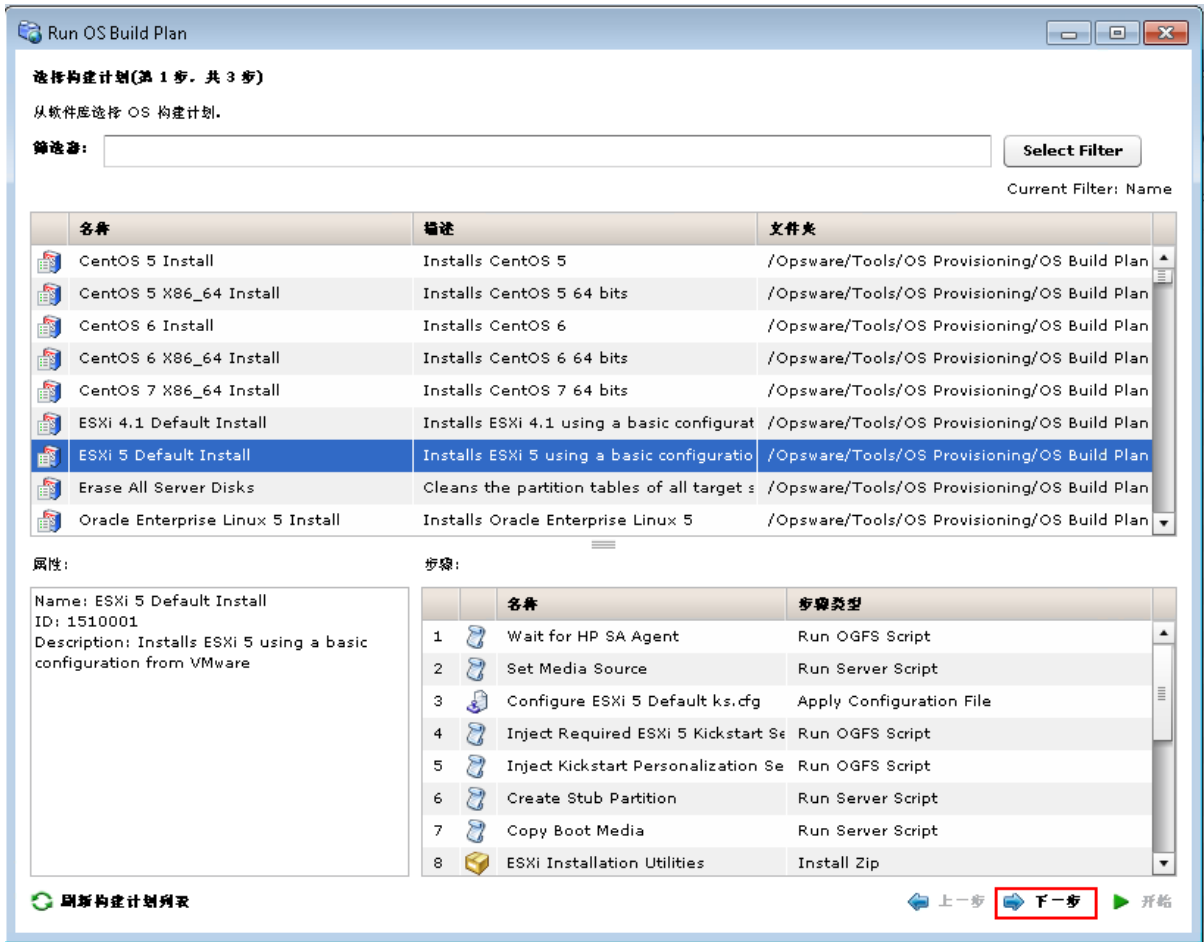 Run OS Build Plan
选择构建计划(第 1 步，共 3 步)
从软件库选择 OS 构建计划。
筛选器:
Select Filter
Current Filter: Name
名称 描述 文件夹
CentOS 5 Install Installs CentOS 5 /Opsware/Tools/OS Provisioning/OS Build Plan
CentOS 5 X86_64 Install Installs CentOS 5 64 bits /Opsware/Tools/OS Provisioning/OS Build Plan
CentOS 6 Install Installs CentOS 6 /Opsware/Tools/OS Provisioning/OS Build Plan
CentOS 6 X86_64 Install Installs CentOS 6 64 bits /Opsware/Tools/OS Provisioning/OS Build Plan
CentOS 7 X86_64 Install Installs CentOS 7 64 bits /Opsware/Tools/OS Provisioning/OS Build Plan
ESXi 4.1 Default Install Installs ESXi 4.1 using a basic configurat /Opsware/Tools/OS Provisioning/OS Build Plan
ESXi 5 Default Install Installs ESXi 5 using a basic configuratio /Opsware/Tools/OS Provisioning/OS Build Plan
Erase All Server Disks Cleans the partition tables of all target s /Opsware/Tools/OS Provisioning/OS Build Plan
Oracle Enterprise Linux 5 Install Installs Oracle Enterprise Linux 5 /Opsware/Tools/OS Provisioning/OS Build Plan
属性:
Name: ESXi 5 Default Install
ID: 1510001
Description: Installs ESXi 5 using a basic
configuration from VMware
步骤:
名称 步骤类型
1 Wait for HP SA Agent Run OGFS Script
2 Set Media Source Run Server Script
3 Configure ESXi 5 Default ks.cfg Apply Configuration File
4 Inject Required ESXi 5 Kickstart Se Run OGFS Script
5 Inject Kickstart Personalization Se Run OGFS Script
6 Create Stub Partition Run Server Script
7 Copy Boot Media Run Server Script
8 ESXi Installation Utilities Install Zip
刷新构建计划列表
上一步 下一步 开始